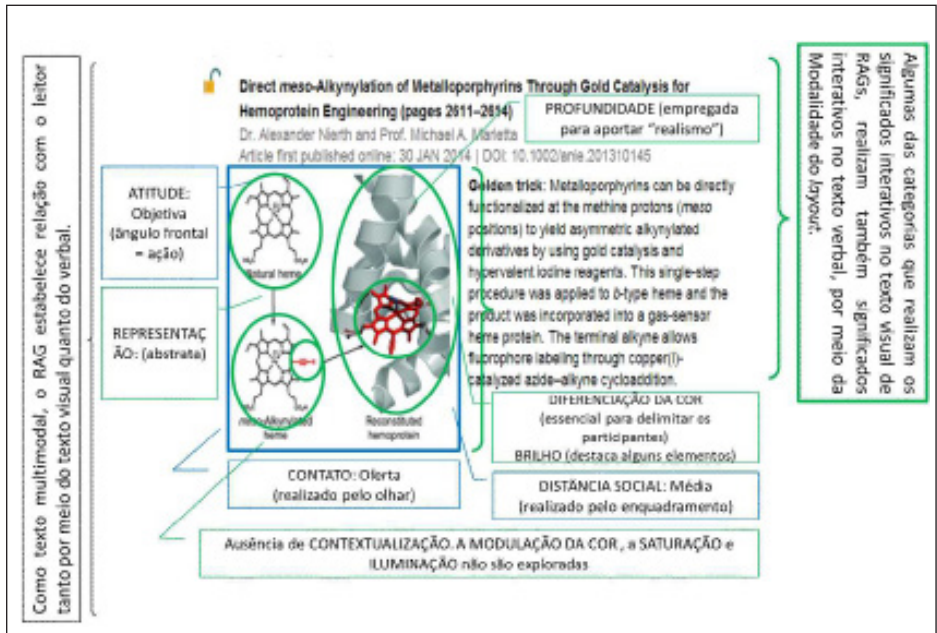 Como texto multimodal, o RAG estabelece relação com o leitor
tanto por meio do texto visual quanto do verbal.
Direct meso-Alkynylation of Metalloporphyrins Through Gold Catalysis for
Hemoprotein Engineering (pages 2611–2614)
Dr. Alexander Nierth and Prof. Michael A. Marletta
Article first published online: 30 JAN 2014 | DOI: 10.1002/anie.201310145
PROFUNDIDADE (empregada
para aportar "realismo")
ATITUDE:
Objetiva
(ângulo frontal
= ação)
REPRESENTAÇ
ÃO: (abstrata)
Natural heme
meso-Alkynylated
heme
Reconstituted
hemoprotein
Golden trick: Metalloporphyrins can be directly
functionalized at the methine protons (meso
positions) to yield asymmetric alkynylated
derivatives by using gold catalysis and
hypervalent iodine reagents. This single-step
procedure was applied to b-type heme and the
product was incorporated into a gas-sensor
heme protein. The terminal alkyne allows
fluorophore labeling through copper(I)-
catalyzed azide–alkyne cycloaddition.
DIFERENCIAÇÃO DA COR
(essencial para delimitar os
participantes)
BRILHO (destaca alguns elementos)
CONTATO: Oferta
(realizado pelo olhar)
DISTÂNCIA SOCIAL: Média
(realizado pelo enquadramento)
Ausência de CONTEXTUALIZAÇÃO. A MODULAÇÃO DA COR , a SATURAÇÃO e
ILUMINAÇÃO não são exploradas
Algumas das categorias que realizam os
significados interativos no texto visual de
RAGs, realizam também significados
interativos no texto verbal, por meio da
Modalidade do layout.